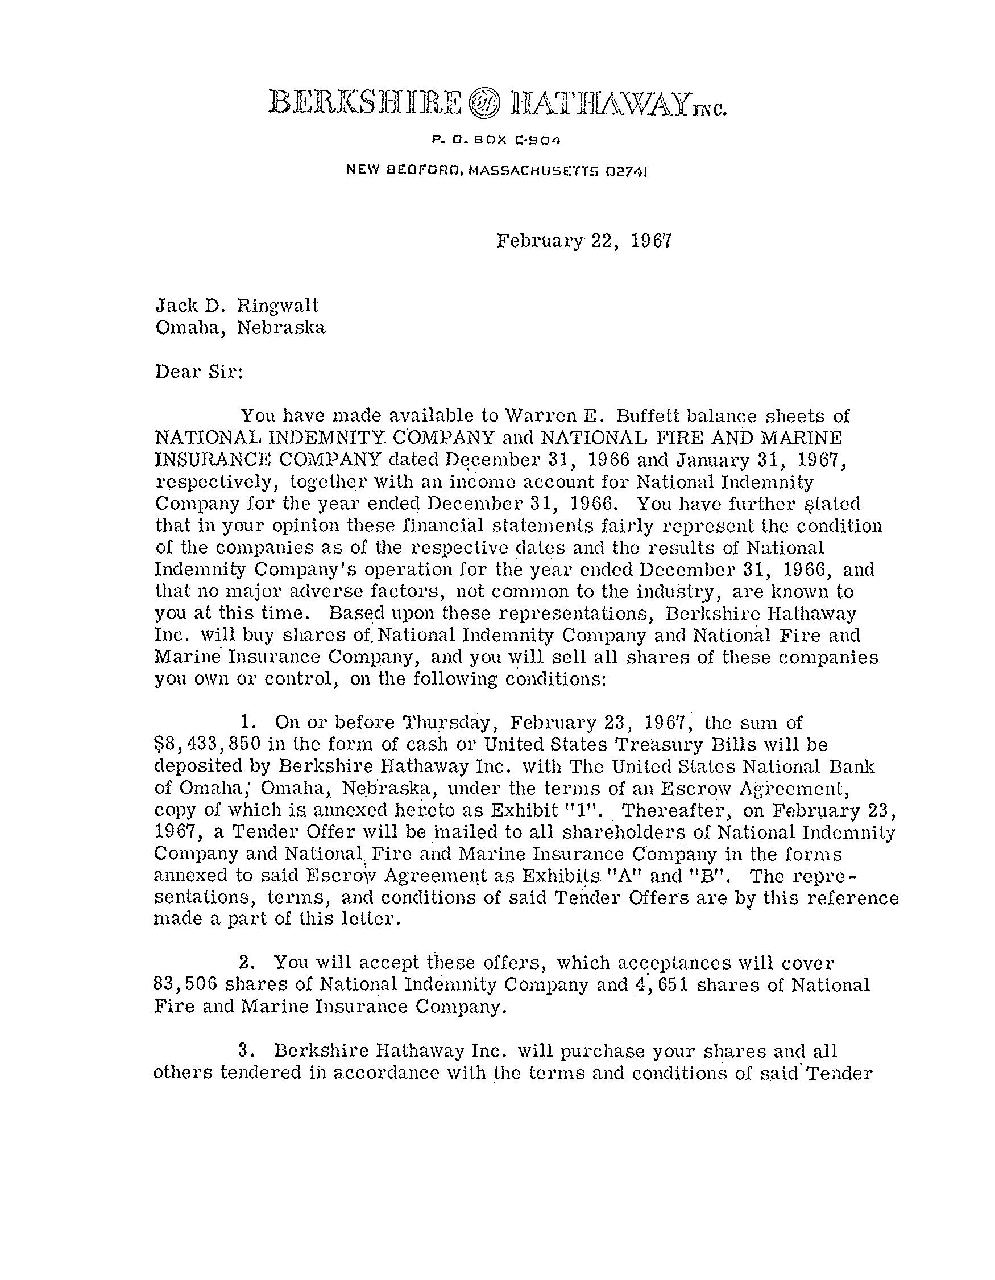 BERKSHIRE BH HATHAWAY INC.
P. O. BOX C-904
NEW BEDFORD, MASSACHUSETTS 02741
February 22, 1967
Jack D. Ringwalt
Omaha, Nebraska
Dear Sir:
You have made available to Warren E. Buffett balance sheets of
NATIONAL INDEMNITY COMPANY and NATIONAL FIRE AND MARINE
INSURANCE COMPANY dated December 31, 1966 and January 31, 1967,
respectively, together with an income account for National Indemnity
Company for the year ended December 31, 1966. You have further stated
that in your opinion these financial statements fairly represent the condition
of the companies as of the respective dates and the results of National
Indemnity Company's operation for the year ended December 31, 1966, and
that no major adverse factors, not common to the industry, are known to
you at this time. Based upon these representations, Berkshire Hathaway
Inc. will buy shares of National Indemnity Company and National Fire and
Marine Insurance Company, and you will sell all shares of these companies
you own or control, on the following conditions:
1. On or before Thursday, February 23, 1967, the sum of
$8,433,850 in the form of cash or United States Treasury Bills will be
deposited by Berkshire Hathaway Inc. with The United States National Bank
of Omaha, Omaha, Nebraska, under the terms of an Escrow Agreement,
copy of which is annexed hereto as Exhibit "1". Thereafter, on February 23,
1967, a Tender Offer will be mailed to all shareholders of National Indemnity
Company and National Fire and Marine Insurance Company in the forms
annexed to said Escrow Agreement as Exhibits "A" and "B". The repre-
sentations, terms, and conditions of said Tender Offers are by this reference
made a part of this letter.
2. You will accept these offers, which acceptances will cover
83,506 shares of National Indemnity Company and 4,651 shares of National
Fire and Marine Insurance Company.
3. Berkshire Hathaway Inc. will purchase your shares and all
others tendered in accordance with the terms and conditions of said Tender